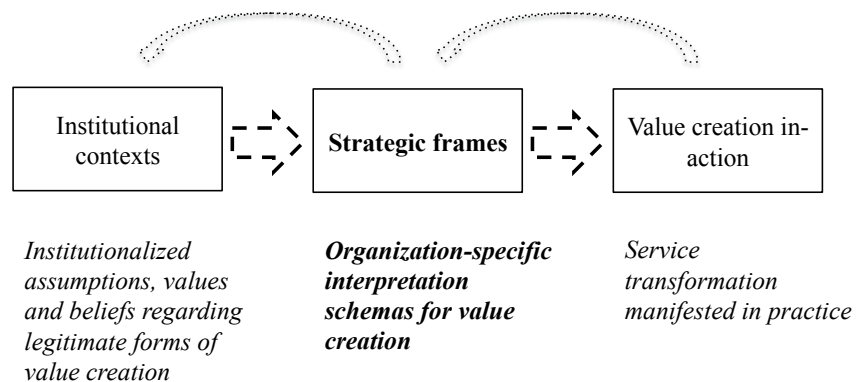 Institutional
contexts
Strategic frames
Value creation in-
action
Institutionalized
assumptions, values
and beliefs regarding
legitimate forms of
value creation
Organization-specific
interpretation
schemas for value
creation
Service
transformation
manifested in practice